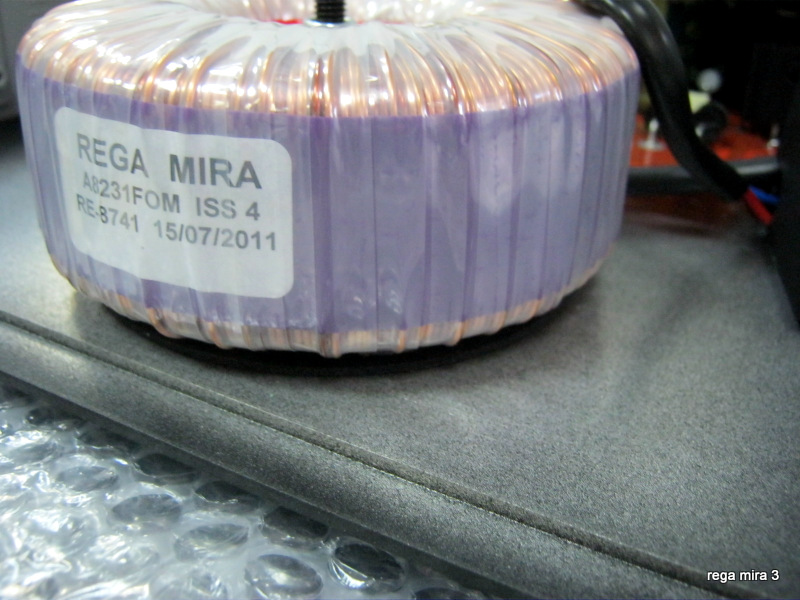 REGA MIRA
A8231FOM ISS 4
RE-8741 15/07/2011
rega mira 3